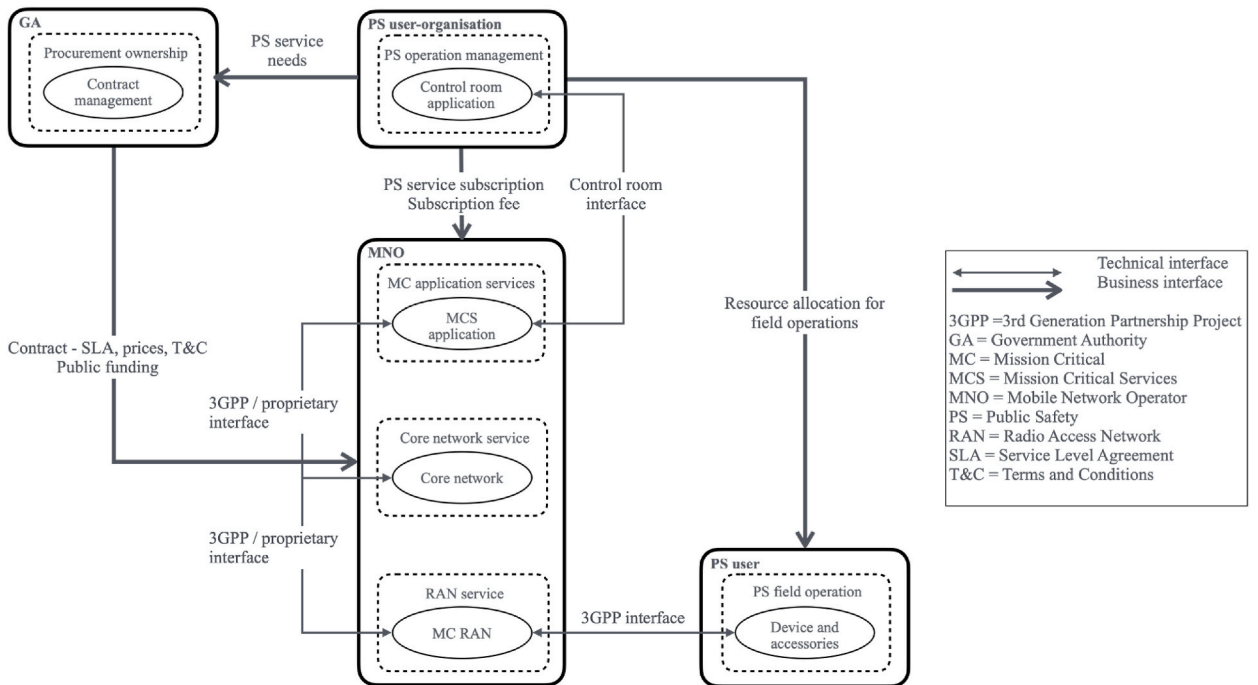 GA
Procurement ownership
Contract
management
PS service
needs
PS user-organisation
PS operation management
Control room
application
PS service subscription
Subscription fee
Control room
interface
MNO
MC application services
MCS
application
Contract - SLA, prices, T&C
Public funding
3GPP / proprietary
interface
Core network service
Core network
3GPP / proprietary
interface
RAN service
MC RAN
3GPP interface
Resource allocation for
field operations
PS user
PS field operation
Device and
accessories
Technical interface
Business interface
3GPP =3rd Generation Partnership Project
GA = Government Authority
MC = Mission Critical
MCS = Mission Critical Services
MNO = Mobile Network Operator
PS = Public Safety
RAN = Radio Access Network
SLA = Service Level Agreement
T&C = Terms and Conditions